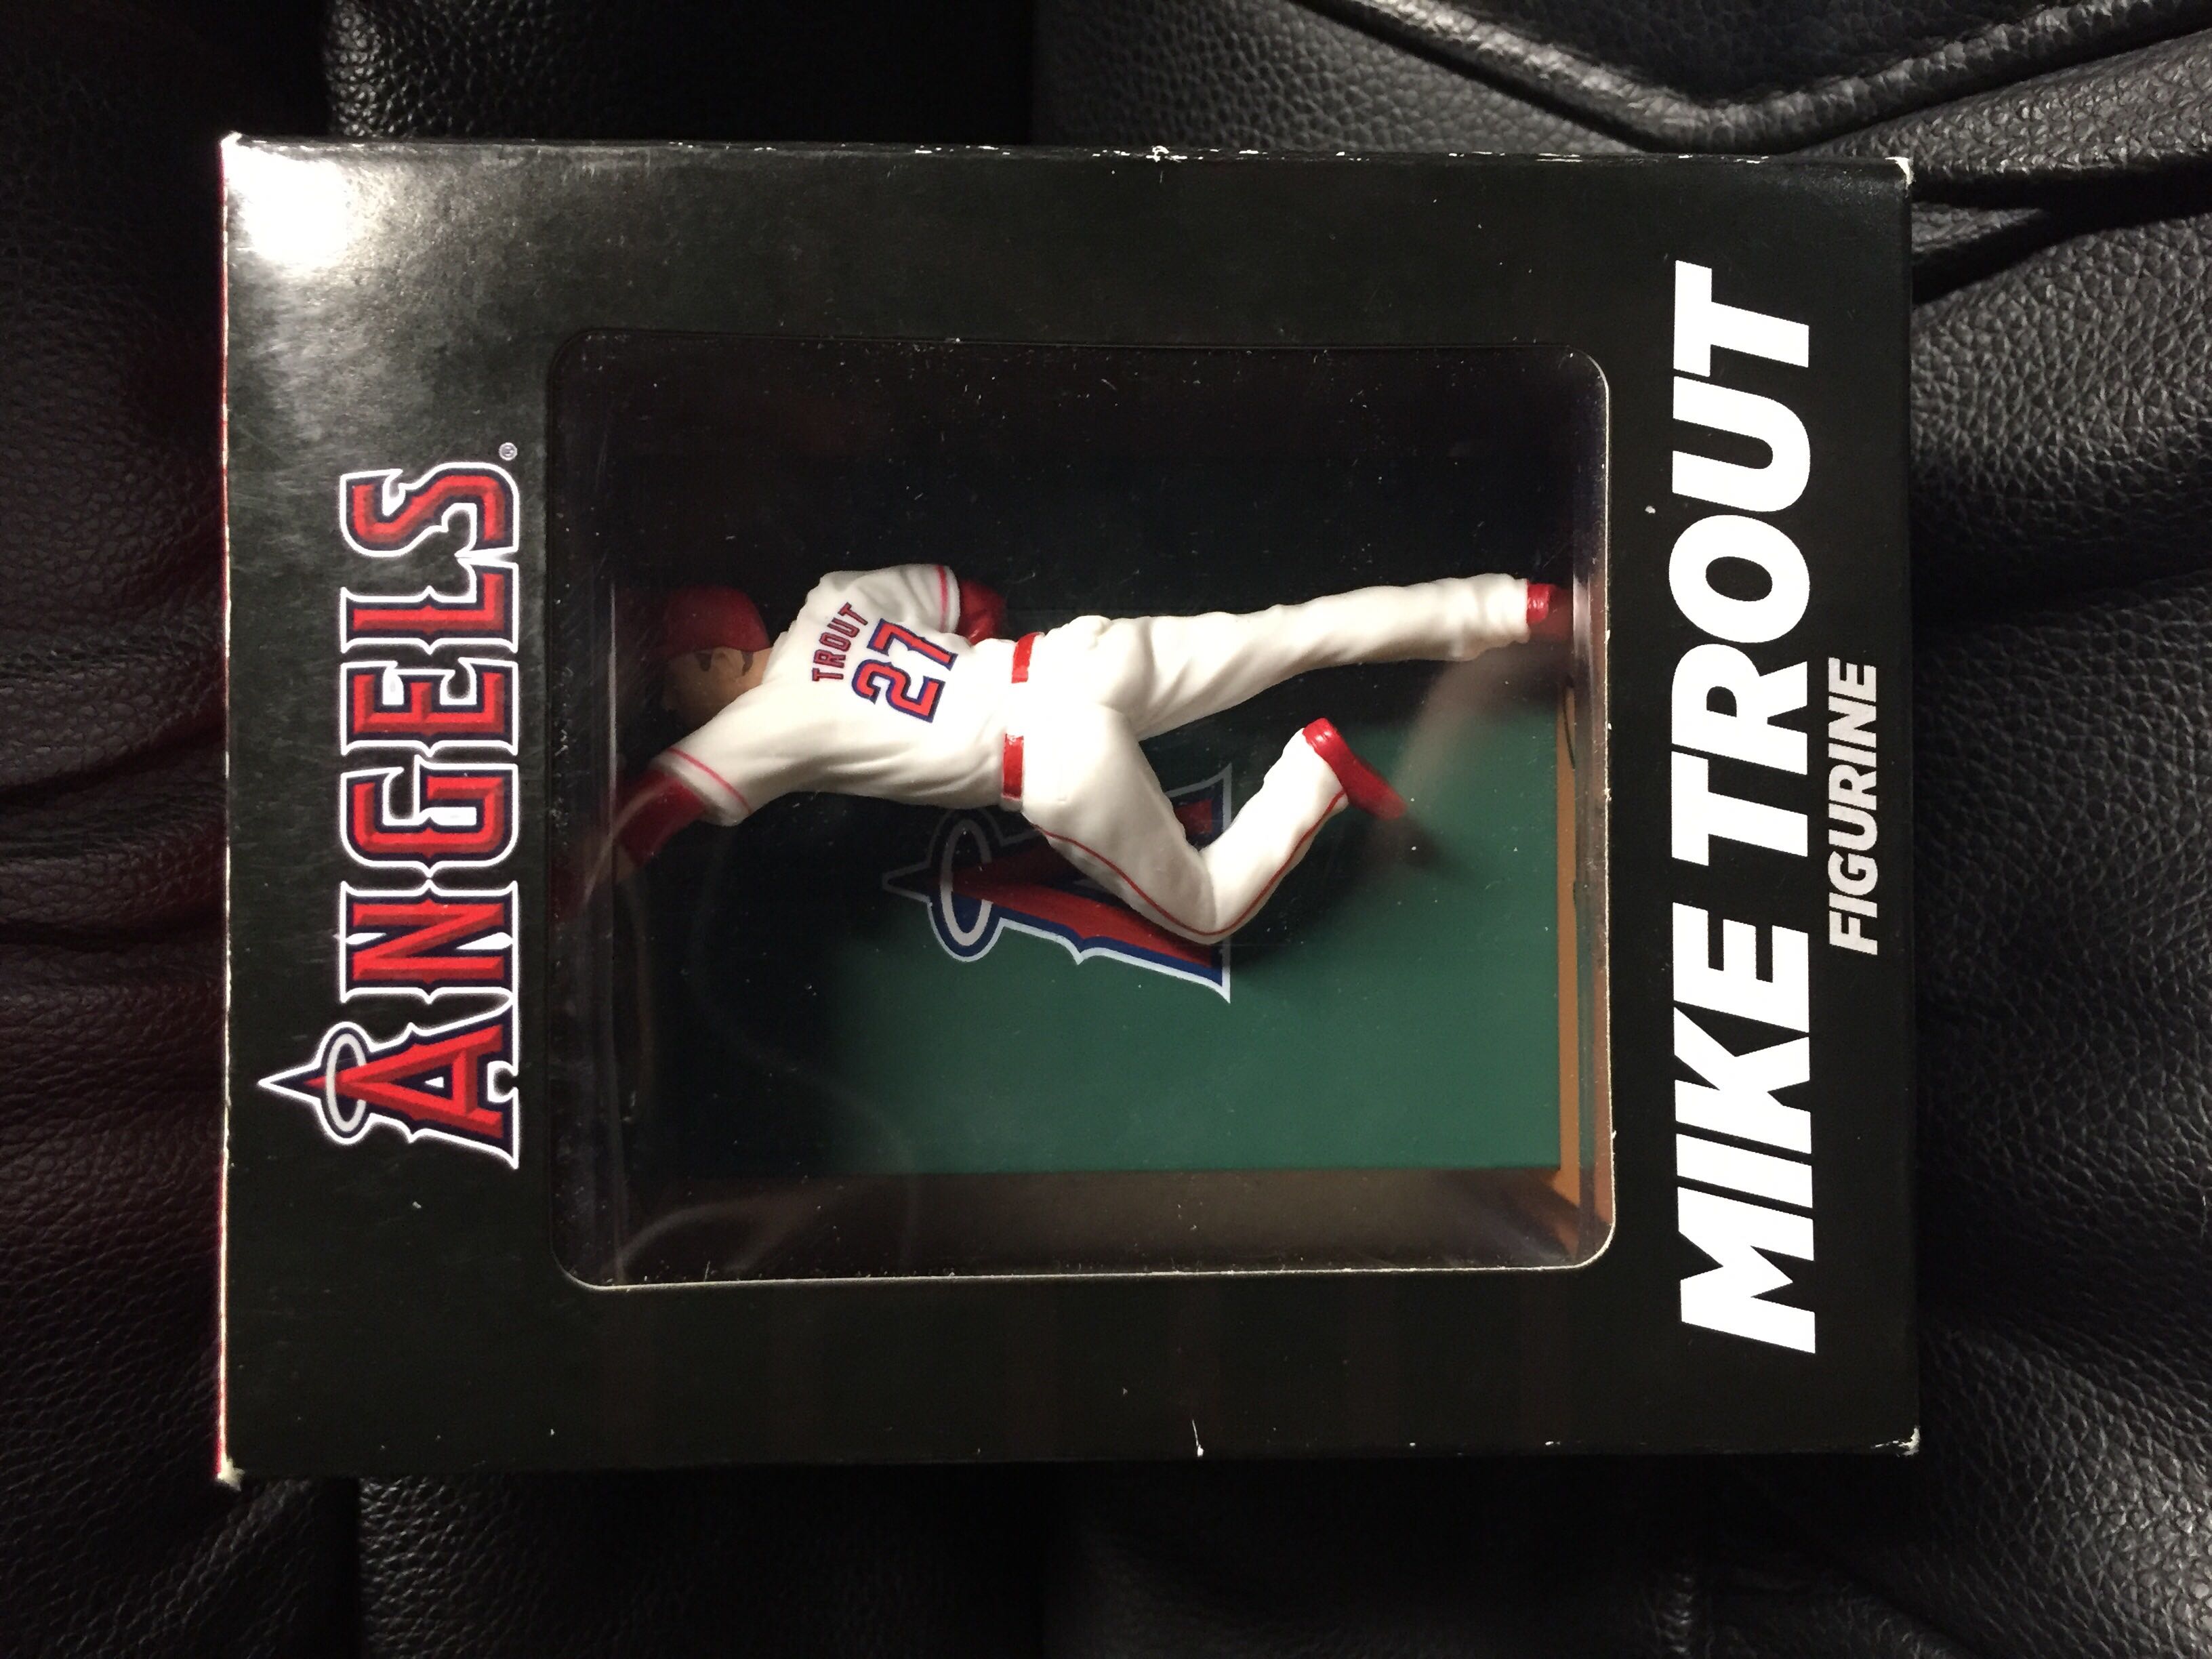 ANGELS®
TROUT
27
A
MIKE TROUT
FIGURINE